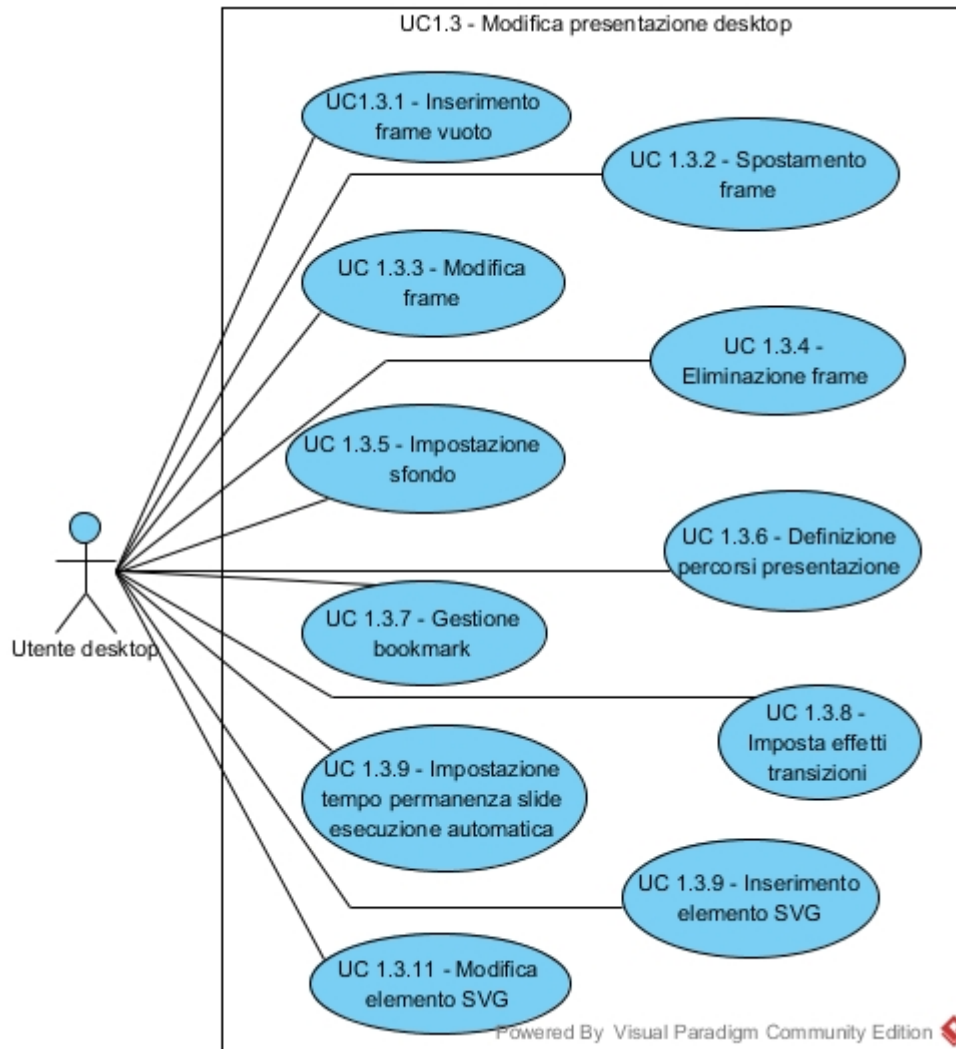 UC1.3 - Modifica presentazione desktop
UC1.3.1 - Inserimento
frame vuoto
UC 1.3.2 - Spostamento
frame
UC 1.3.3 - Modifica
frame
UC 1.3.4 -
Eliminazione frame
UC 1.3.5 - Impostazione
sfondo
UC 1.3.6 - Definizione
percorsi presentazione
Utente desktop
UC 1.3.7 - Gestione
bookmark
UC 1.3.8 -
Imposta effetti
transizioni
UC 1.3.9 - Impostazione
tempo permanenza slide
esecuzione automatica
UC 1.3.9 - Inserimento
elemento SVG
UC 1.3.11 - Modifica
elemento SVG
Powered By Visual Paradigm Community Edition